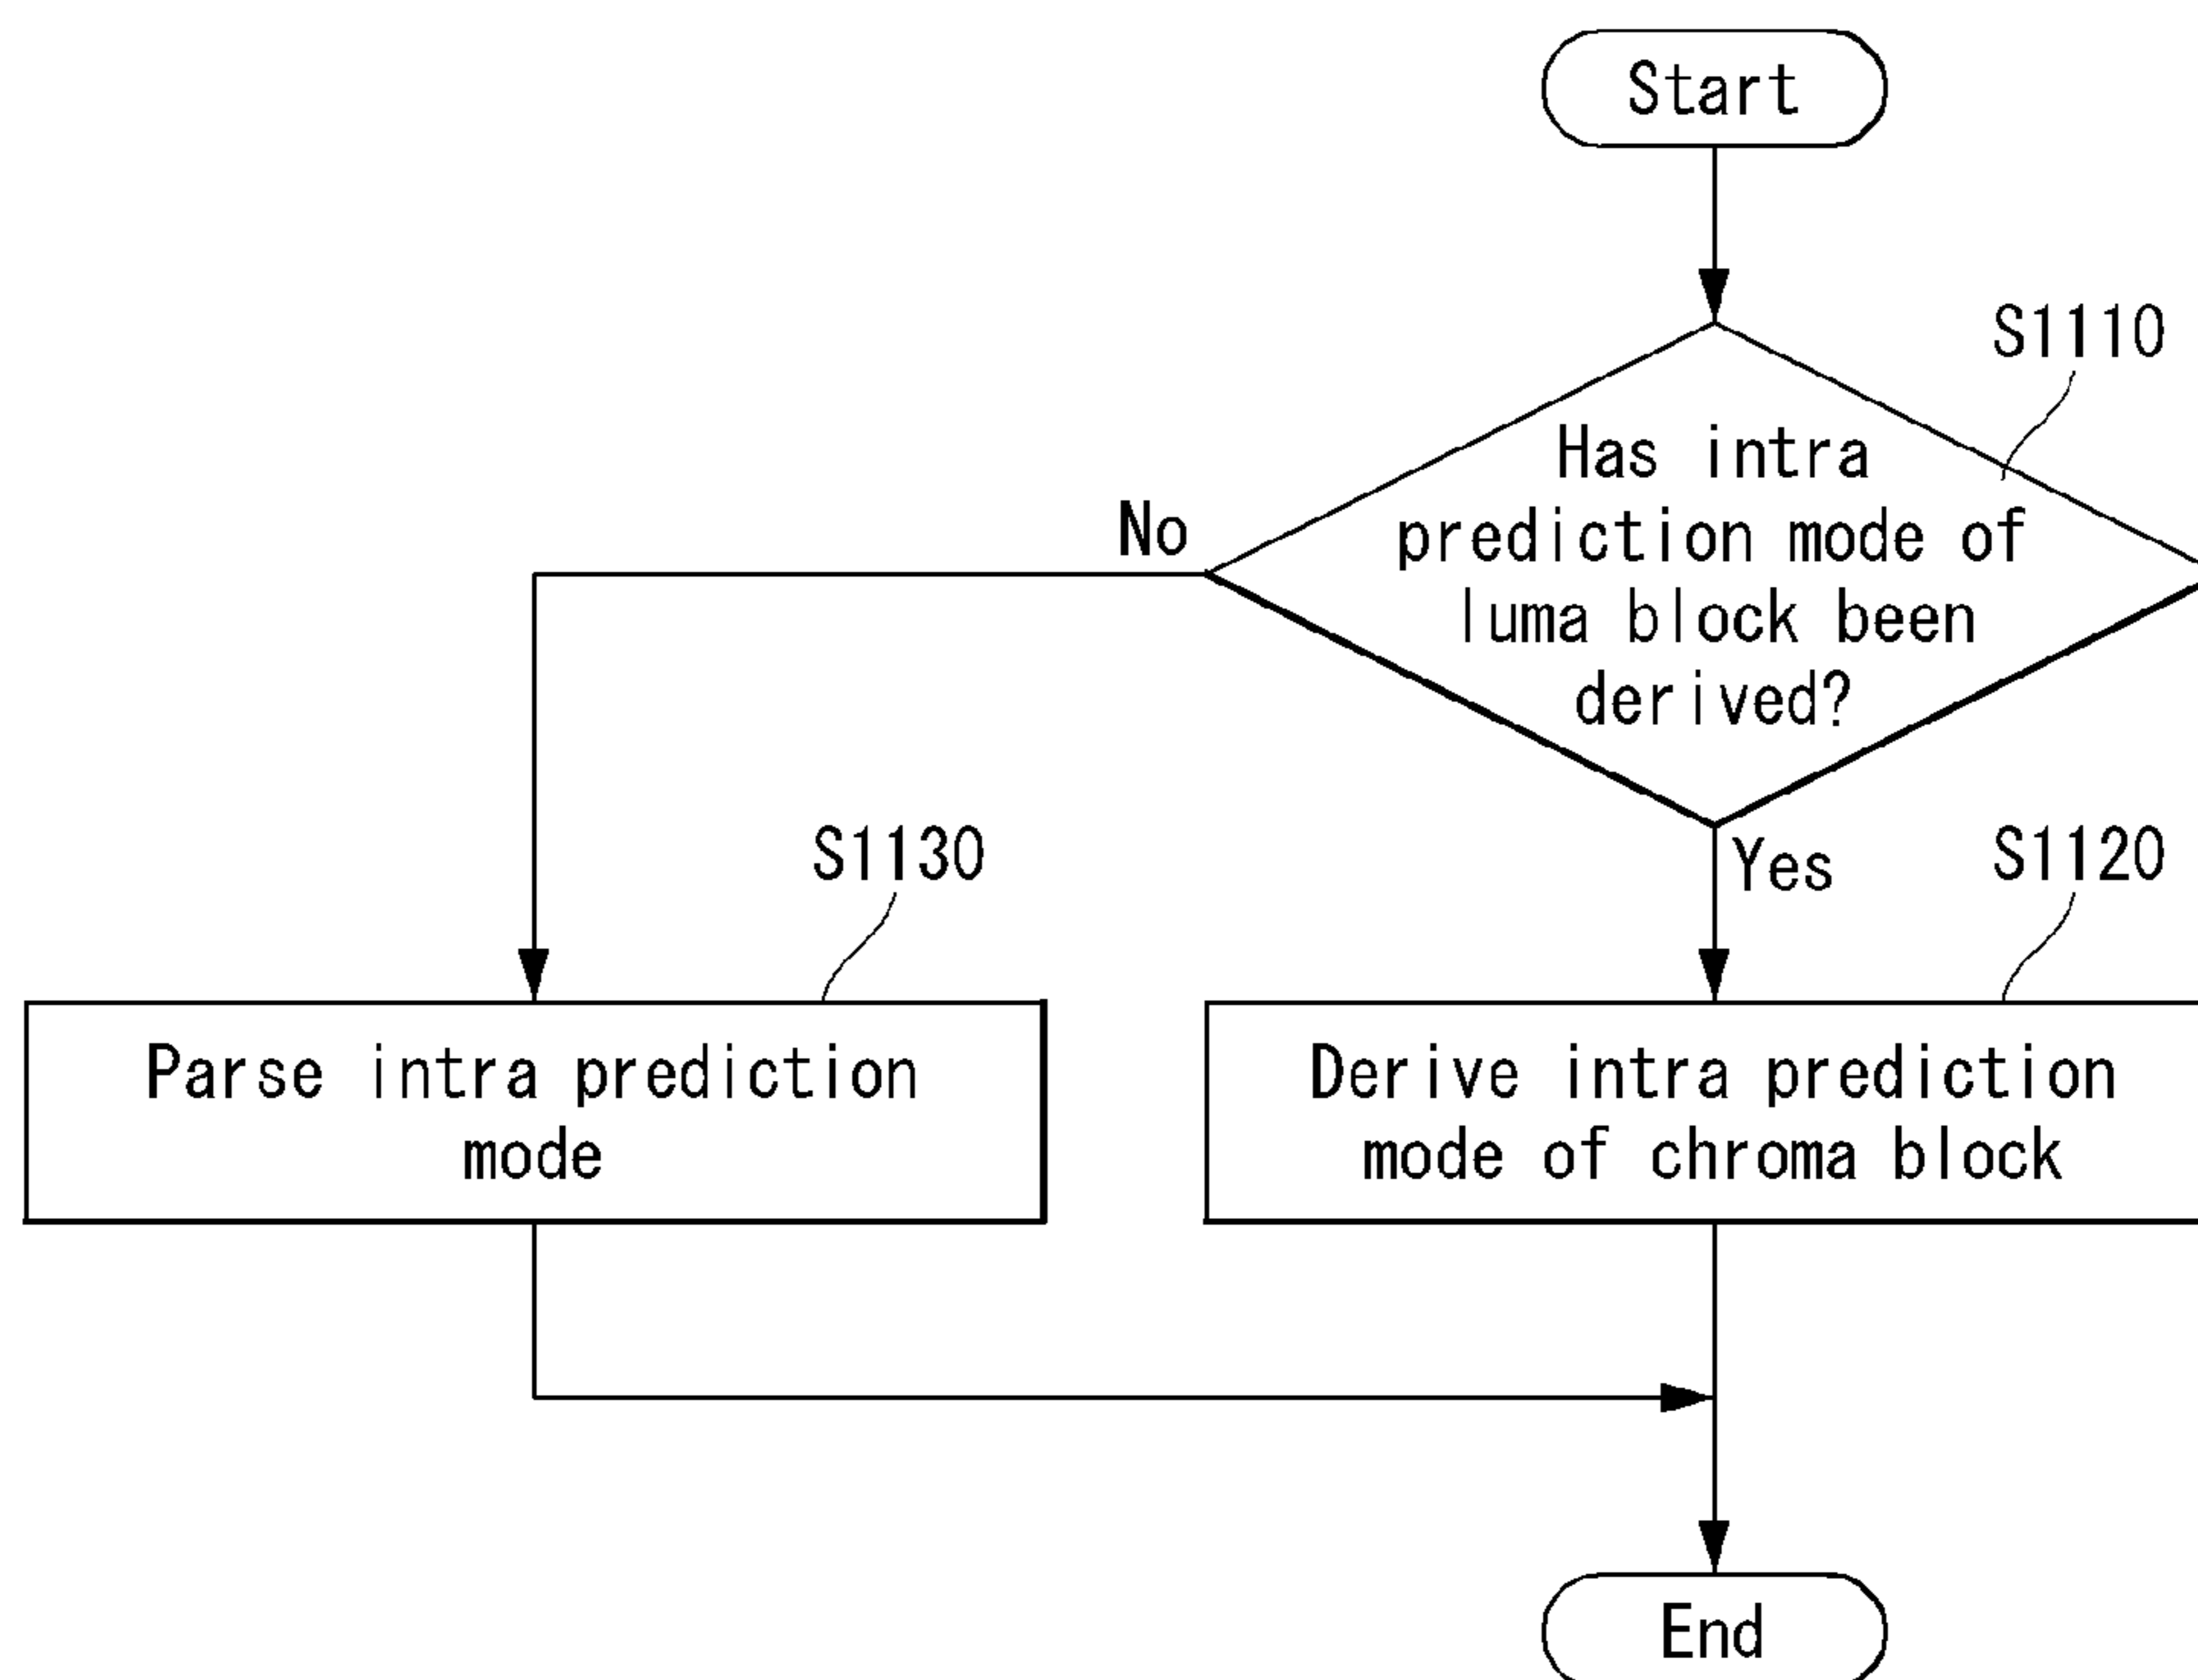 Start
S1110
Has intra
prediction mode of
luma block been
derived?
No
Yes
S1130
S1120
Parse intra prediction
mode
Derive intra prediction
mode of chroma block
End